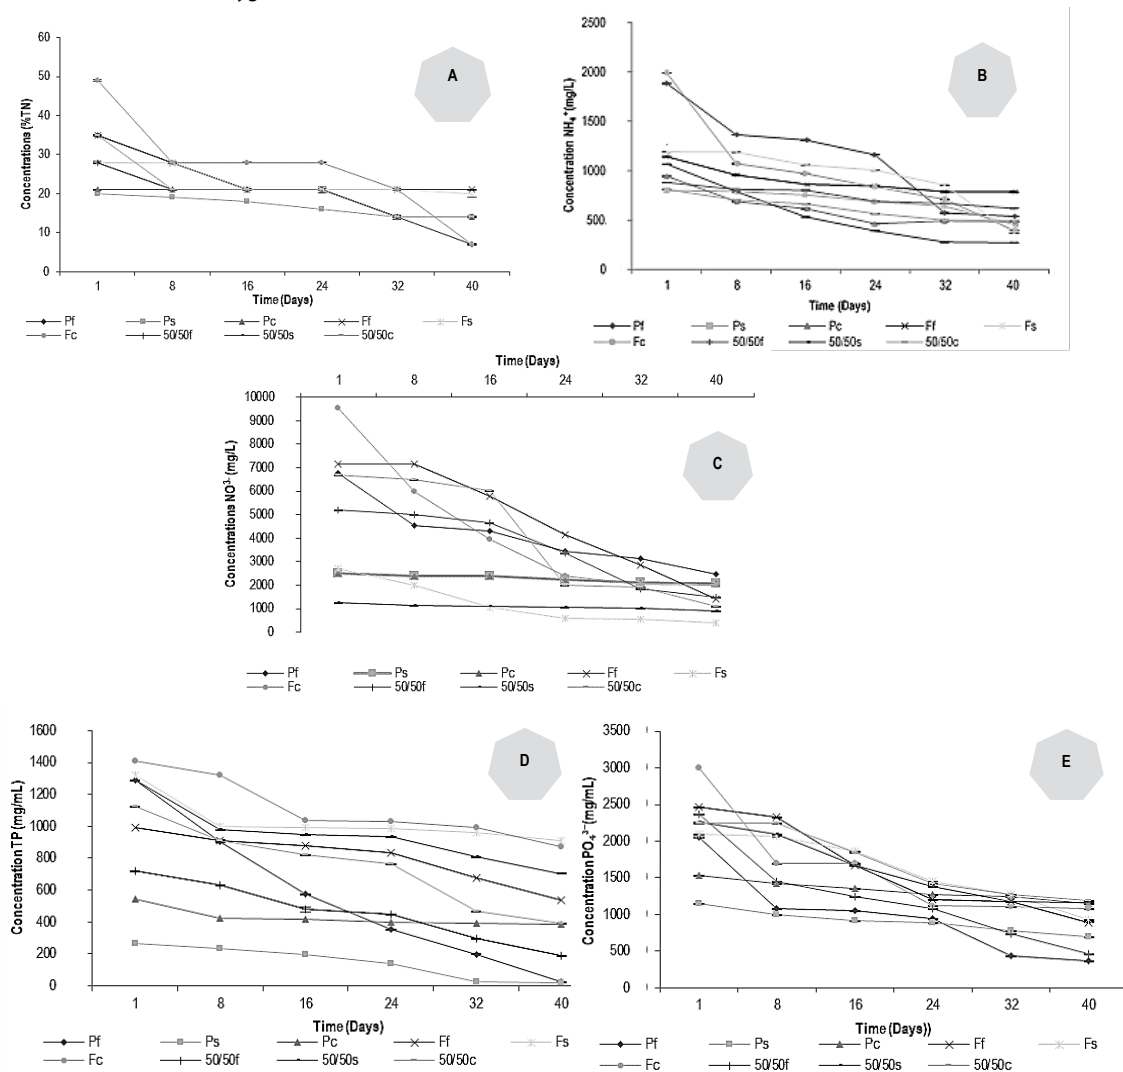 60
50
40
30
20
10
0
Concentrations (%TN)
A
1 8 16 24 32 40
Time (Days)
Pf Ps Pc Ff Fs
Fc 50/50f 50/50s 50/50c
2500
2000
1500
1000
500
0
Concentration NH₄⁺(mg/L)
B
1 8 16 24 32 40
Time (Days)
Pf Ps Pc Ff Fs
Fc 50/50f 50/50s 50/50c
Time (Days)
1 8 16 24 32 40
10000
9000
8000
7000
6000
5000
4000
3000
2000
1000
0
Concentrations NO³⁻ (mg/L)
C
Pf Ps Pc Ff Fs
Fc 50/50f 50/50s 50/50c
1600
1400
1200
1000
800
600
400
200
0
Concentration TP (mg/mL)
D
1 8 16 24 32 40
Time (Days)
Pf Ps Pc Ff Fs
Fc 50/50f 50/50s 50/50c
3500
3000
2500
2000
1500
1000
500
0
Concentration PO₄³⁻ (mg/mL)
E
1 8 16 24 32 40
Time (Days))
Pf Ps Pc Ff Fs
Fc 50/50f 50/50s 50/50c